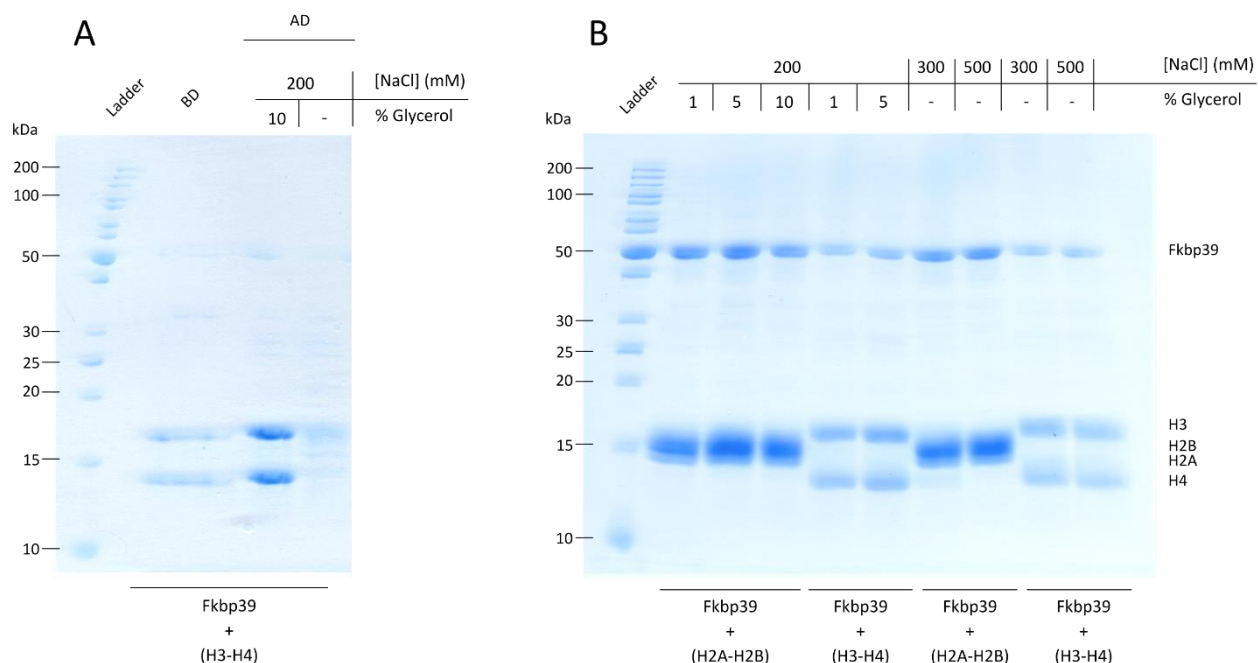 A
AD
Ladder
BD
200 [NaCl] (mM)
10 - % Glycerol
kDa
200
100
50
30
25
20
15
10
Fkbp39
+
(H3-H4)
B
Ladder
200 300 500 300 500 [NaCl] (mM)
1 5 10 1 5 - - - - % Glycerol
kDa
200
100
50 Fkbp39
30
25
20
15
10
H3
H2B
H2A
H4
Fkbp39 Fkbp39 Fkbp39 Fkbp39
+ + + +
(H2A-H2B) (H3-H4) (H2A-H2B) (H3-H4)